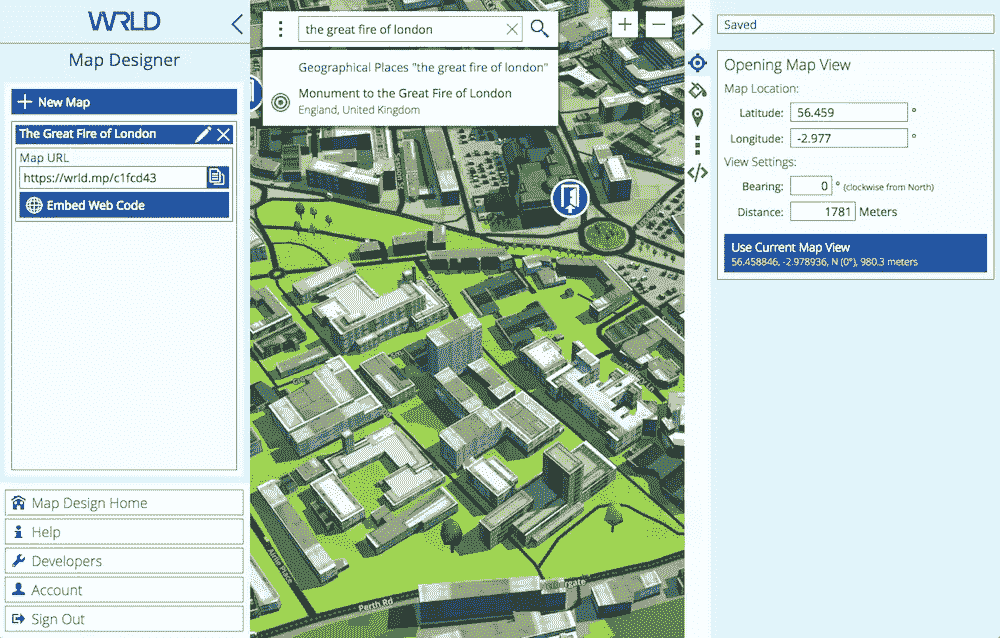 WRLD
Map Designer
New Map
The Great Fire of London
Map URL
https://wrld.mp/c1fcd43
Embed Web Code
Map Design Home
Help
Developers
Account
Sign Out
the great fire of london
Geographical Places "the great fire of london"
Monument to the Great Fire of London
England, United Kingdom
Perth Rd
Saved
Opening Map View
Map Location:
Latitude: 56.459 °
Longitude: -2.977 °
View Settings:
Bearing: 0 ° (clockwise from North)
Distance: 1781 Meters
Use Current Map View
56.458846, -2.978936, N (0°), 980.3 meters